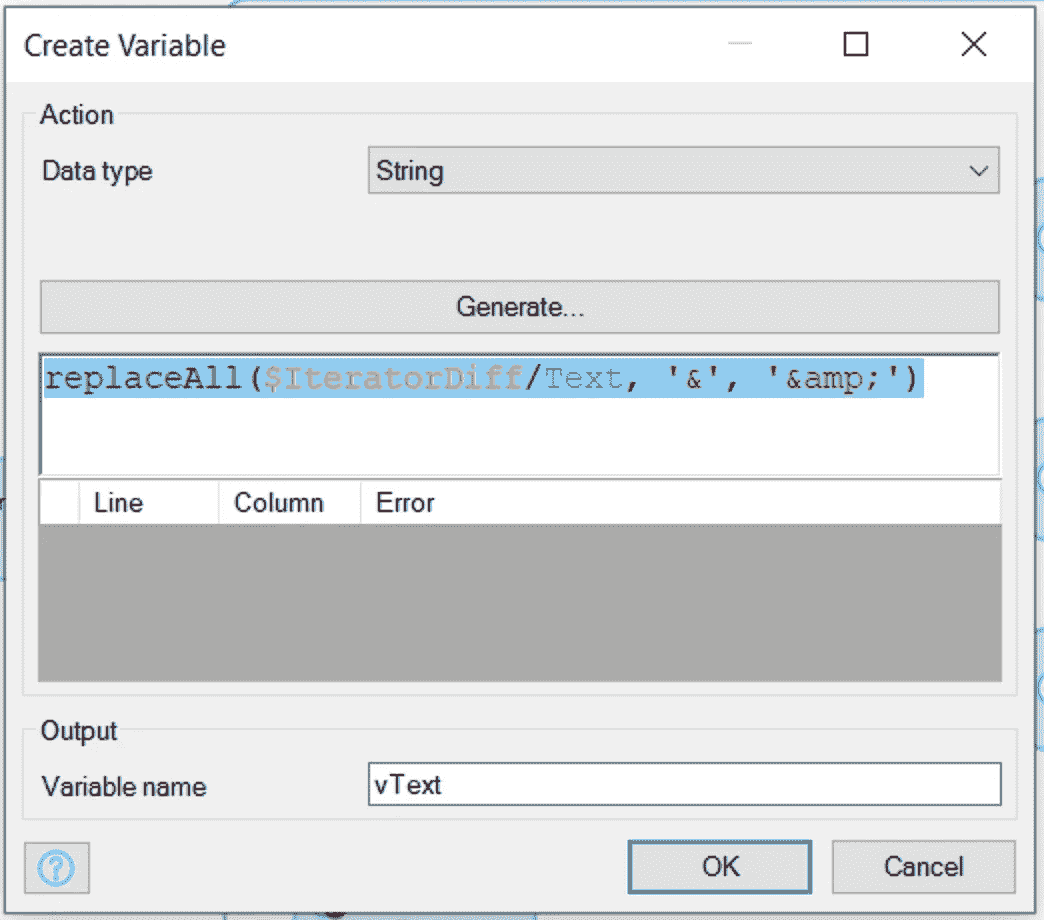 Create Variable
Action
Data type String
Generate...
replaceAll($IteratorDiff/Text, '&', '&amp;')
Line Column Error
Output
Variable name vText
? OK Cancel